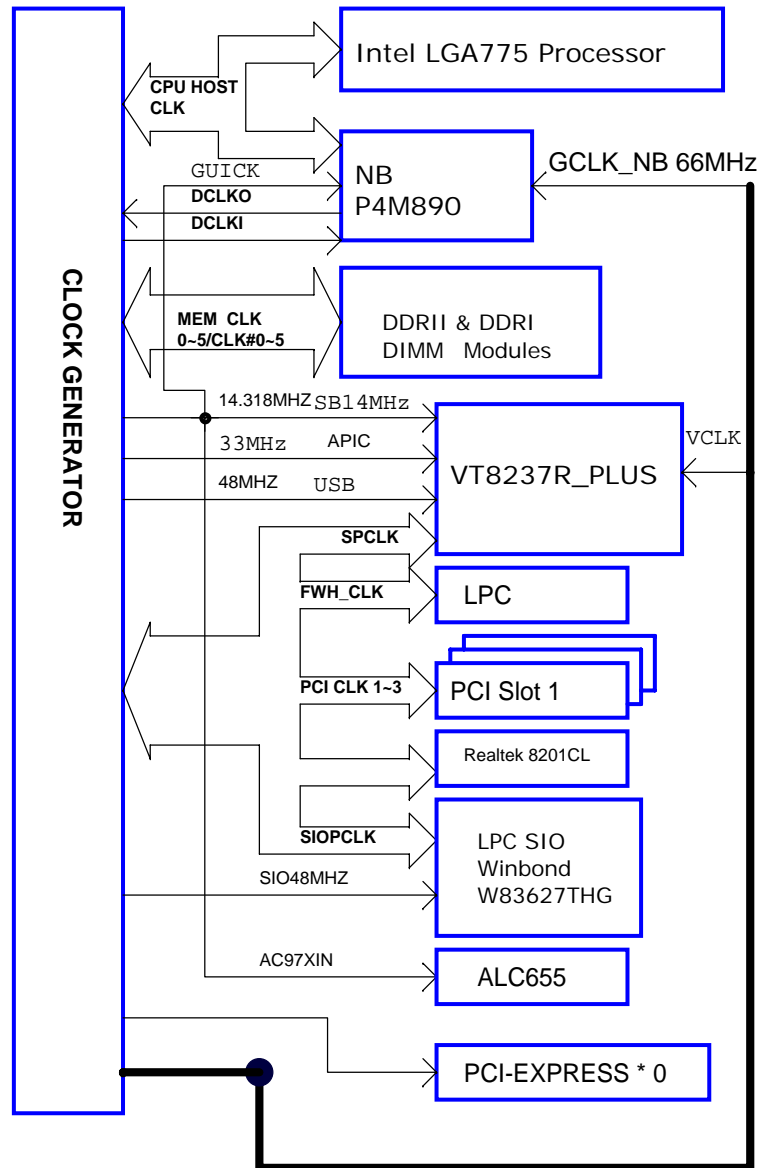 Intel LGA775 Processor
CPU HOST
CLK
GUICK
DCLKO
DCLKI
NB
P4M890
GCLK_NB 66MHz
CLOCK GENERATOR
MEM CLK
0~5/CLK#0~5
DDRII & DDRI
DIMM Modules
14.318MHZ SB14MHz
33MHz APIC
48MHZ USB
VT8237R_PLUS
VCLK
SPCLK
FWH_CLK
LPC
PCI CLK 1~3
PCI Slot 1
Realtek 8201CL
SIOPCLK
LPC SIO
Winbond
W83627THG
SIO48MHZ
AC97XIN
ALC655
PCI-EXPRESS * 0